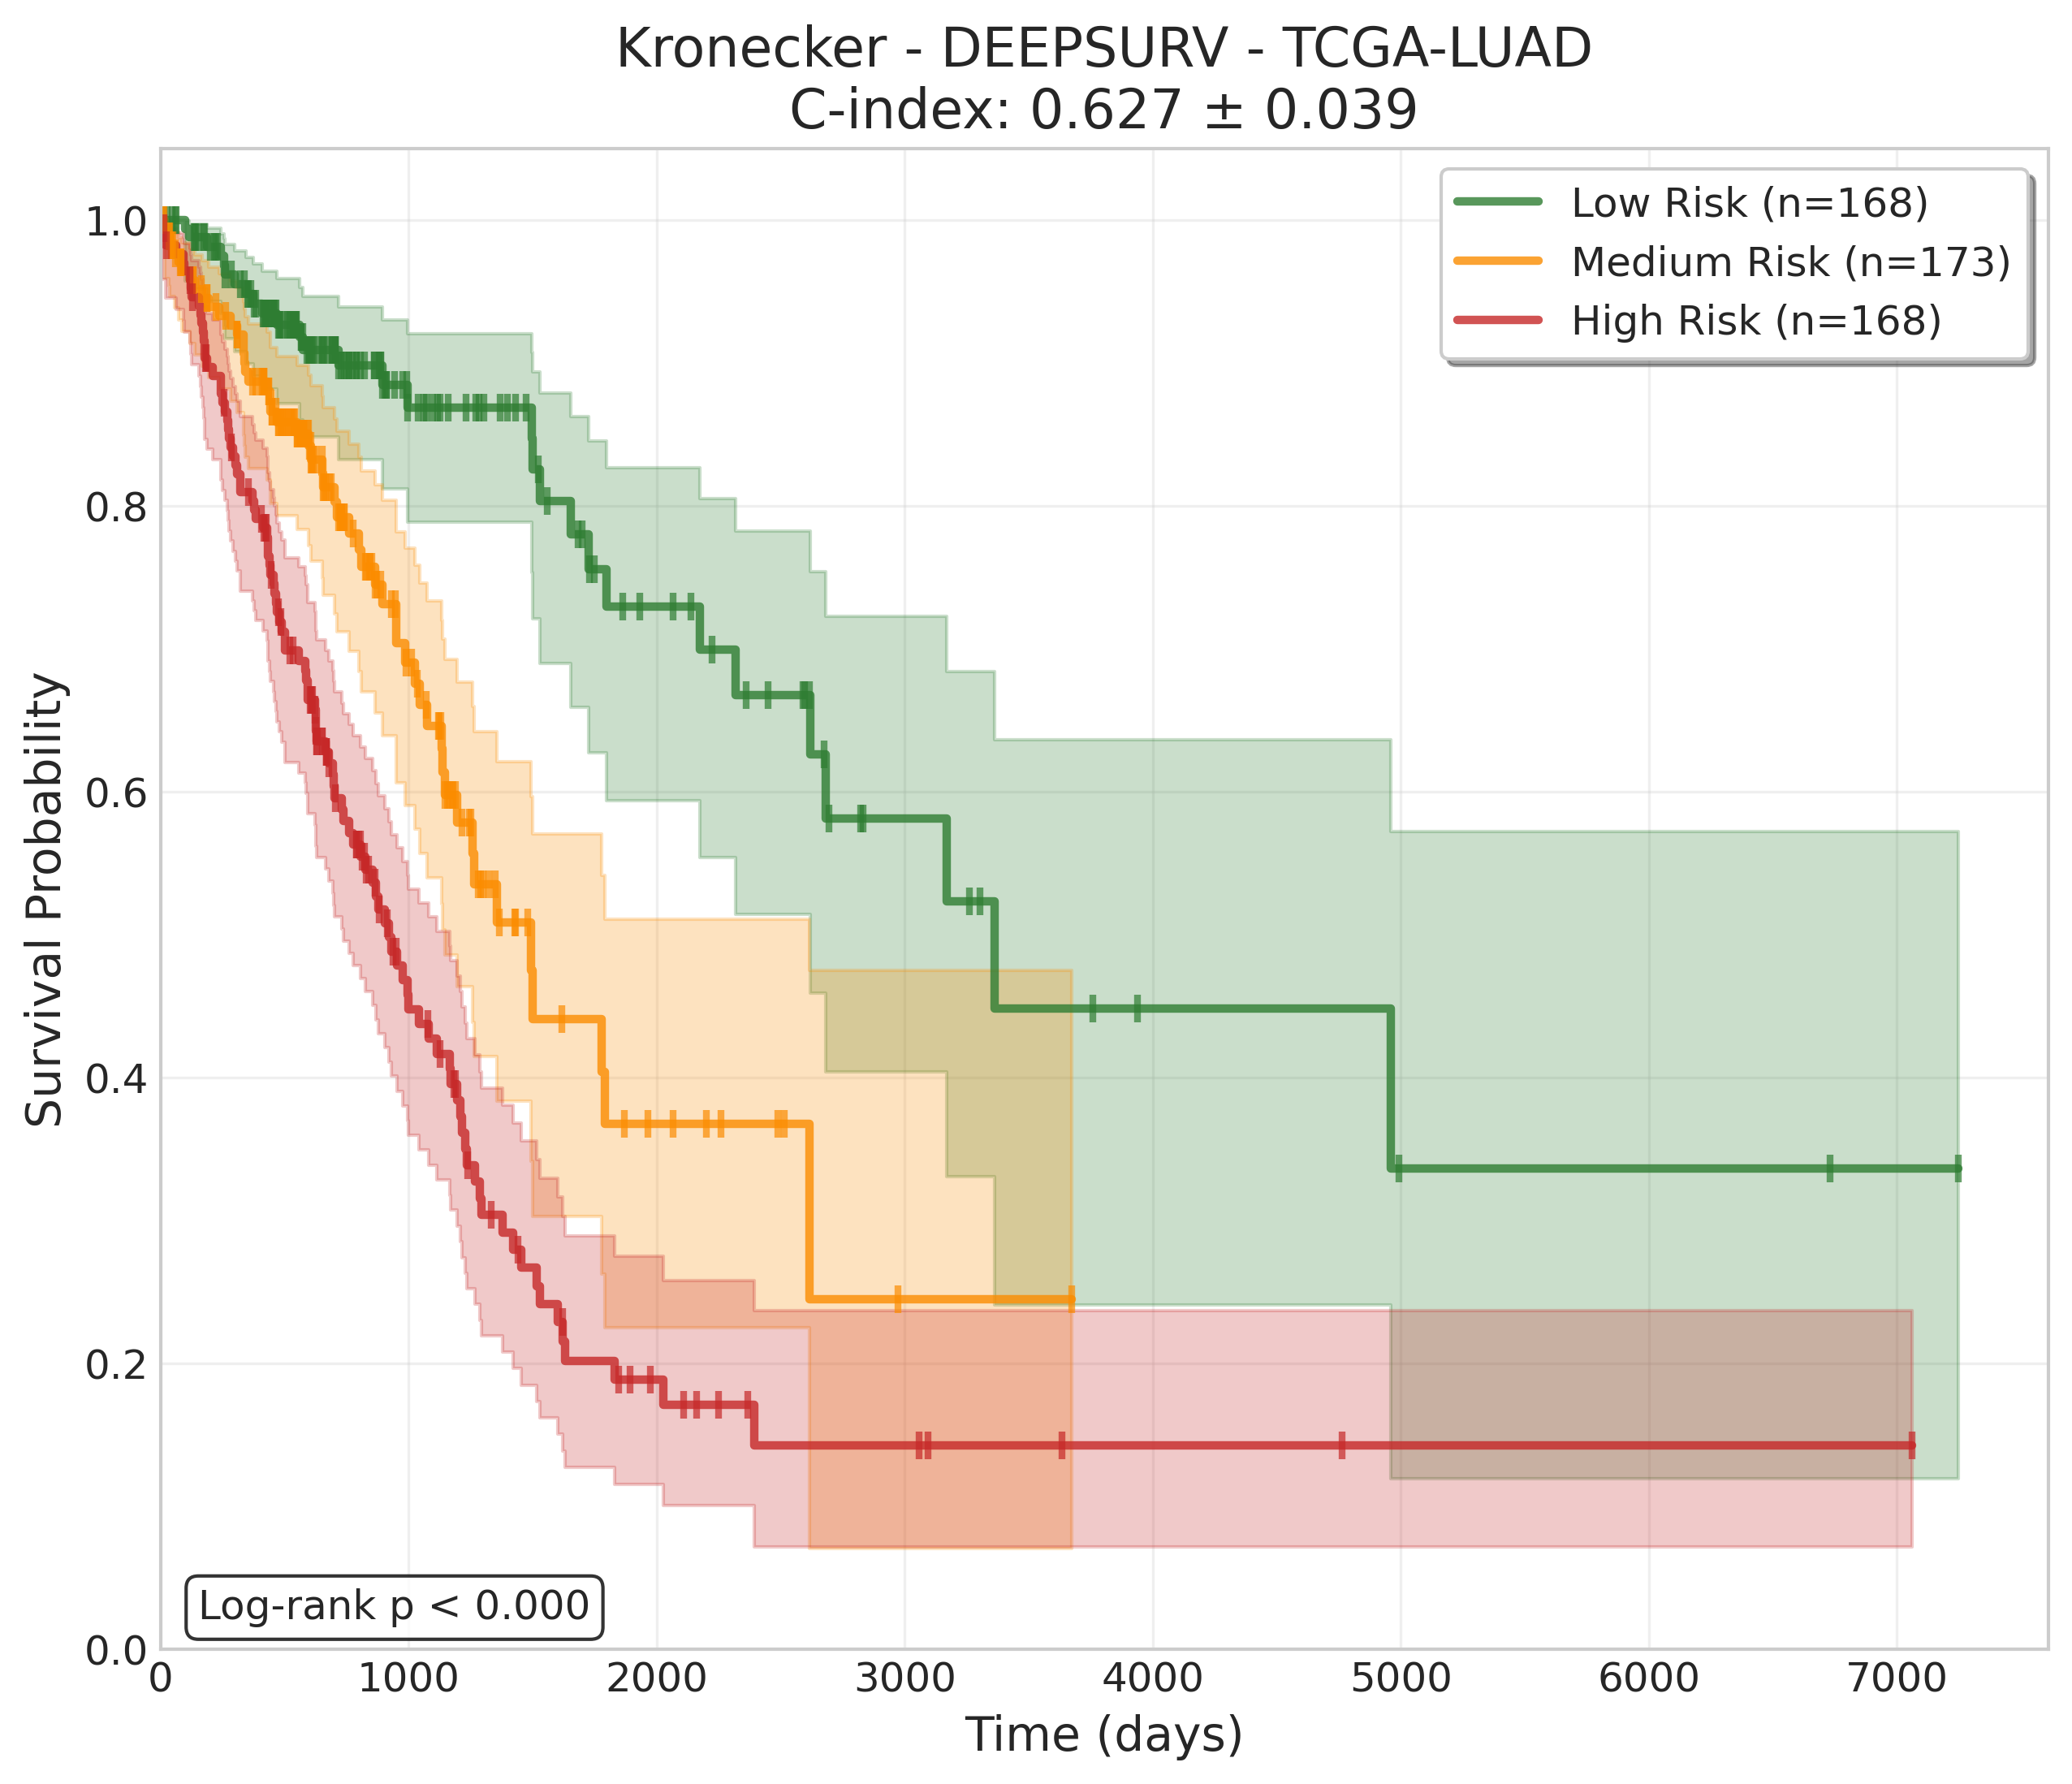 Kronecker - DEEPSURV - TCGA-LUAD
C-index: 0.627 ± 0.039
Low Risk (n=168)
Medium Risk (n=173)
High Risk (n=168)
Survival Probability
1.0
0.8
0.6
0.4
0.2
0.0
Log-rank p < 0.000
0 1000 2000 3000 4000 5000 6000 7000
Time (days)